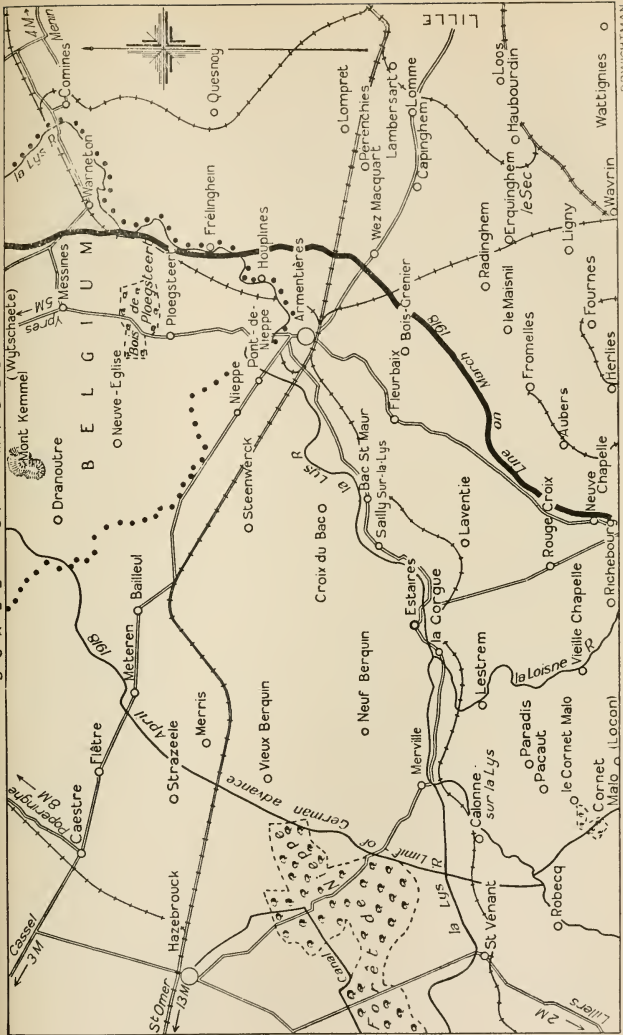 Cassel
3M
Poperinghe
8M
Caestre
Flêtre
April
1918
Meteren
Bailleul
Dranoutre
Mont Kemmel
(Wytschaete)
Ypres
5M
Messines
BELGIUM
Neuve-Eglise
Bois de
Ploegsteert
Ploegsteert
Warneton
la Lys R
Comines
4M
Menin
St Omer
13M
Hazebrouck
Strazeele
Merris
Vieux Berquin
Steenwerck
Nieppe
Pont-de-
Nieppe
Armentières
Houplines
Frélinghein
Quesnoy
Canal
Forêt de Nieppe
Limit of German advance
Neuf Berquin
Croix du Bac
la Lys R
Bac St Maur
Sailly Sur-la-Lys
Fleurbaix
Bois-Grenier
Wez Macquart
Pérenchies
Lompret
Lambersart
Lomme
Capinghem
LILLE
la Lys R
Merville
Estaires
la Gorgue
Laventie
Line on March 1918
Radinghem
le Maisnil
Erquinghem
le Sec
Haubourdin
Loos
St Vénant
Calonne
sur la Lys
Lestrem
la Loisne R
Rouge Croix
Aubers
Fromelles
Fournes
Ligny
Wattignies
Lillers
2M
Robecq
Paradis
Pacaut
le Cornet Malo
Cornet
Malo
(Locon)
Vieille Chapelle
Richebourg
Neuve
Chapelle
Herlies
Wavrin